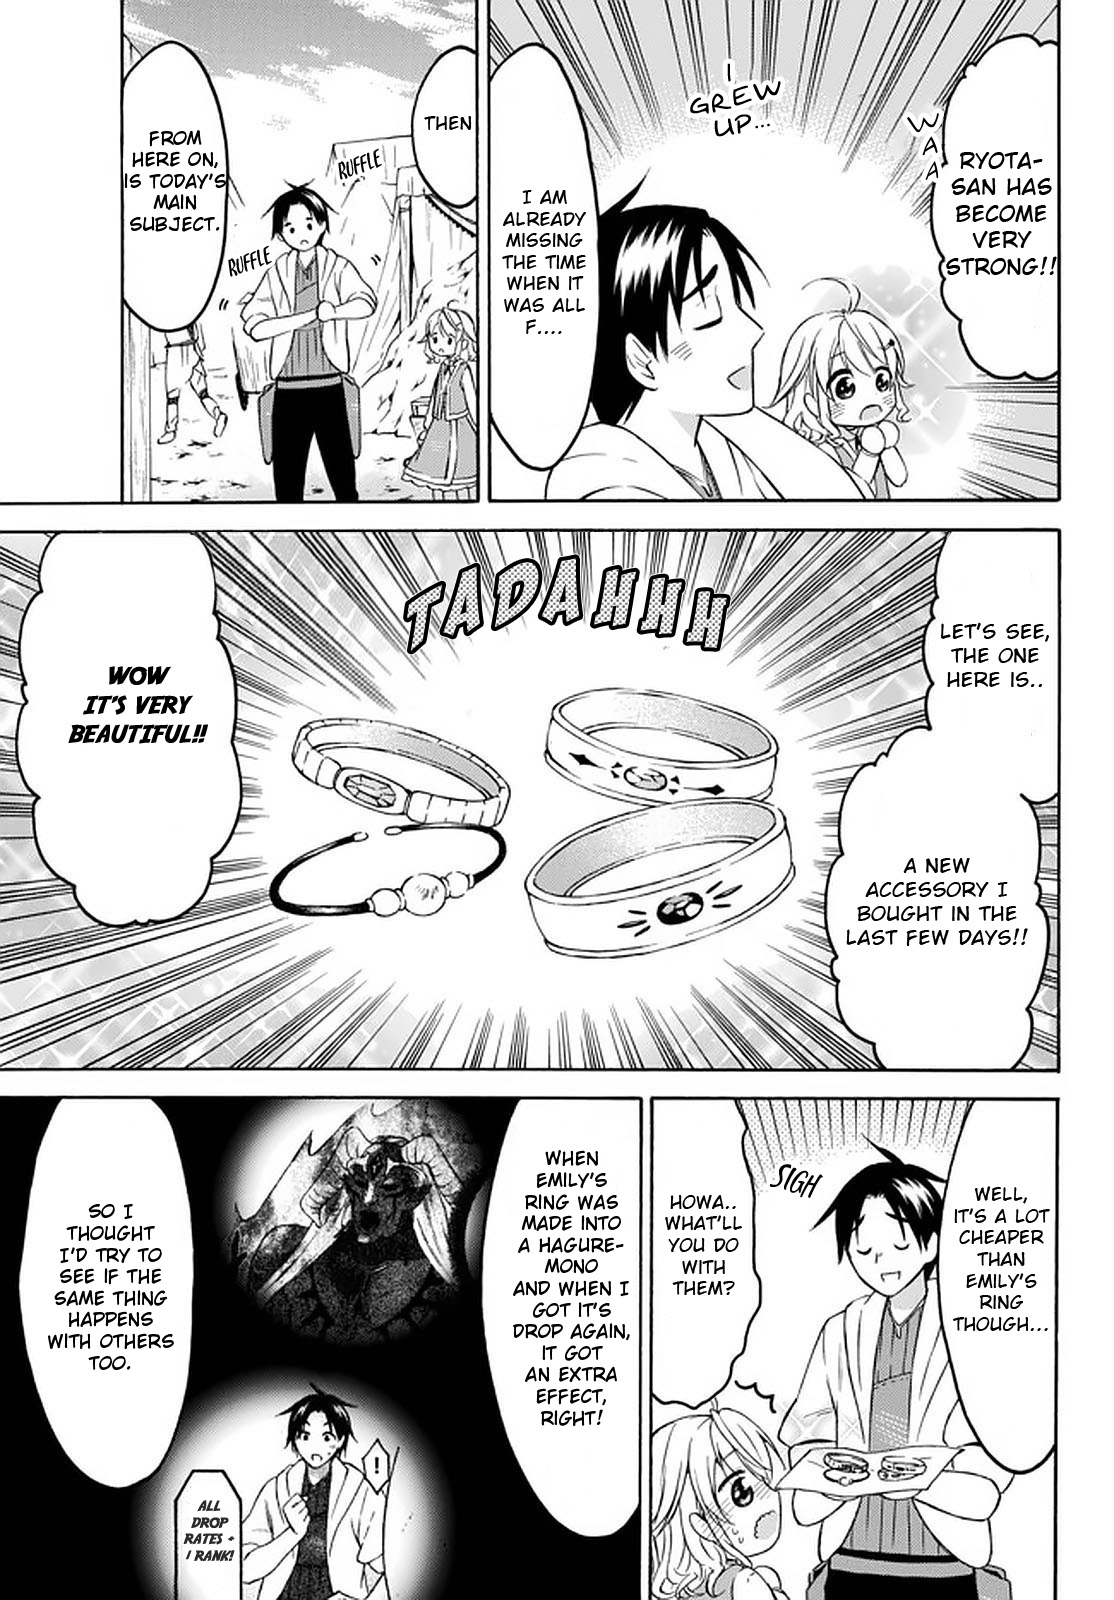 RYOTA-
SAN HAS
BECOME
VERY
STRONG!!
WAA
I
GREW
UP...
I AM
ALREADY
MISSING
THE TIME
WHEN IT
WAS ALL
F....
THEN
RUFFLE
FROM
HERE ON,
IS TODAY'S
MAIN
SUBJECT.
RUFFLE
LET'S SEE,
THE ONE
HERE IS..
TADAHHH
A NEW
ACCESSORY I
BOUGHT IN THE
LAST FEW DAYS!!
WOW
IT'S VERY
BEAUTIFUL!!
WELL,
IT'S A LOT
CHEAPER
THAN
EMILY'S
RING
THOUGH...
SIGH
HOWA..
WHAT'LL
YOU DO
WITH
THEM?
WHEN
EMILY'S
RING WAS
MADE INTO
A HAGURE-
MONO
AND WHEN I
GOT IT'S
DROP AGAIN,
IT GOT
AN EXTRA
EFFECT,
RIGHT!
!
ALL
DROP
RATES +
1 RANK!
SO I
THOUGHT
I'D TRY TO
SEE IF THE
SAME THING
HAPPENS
WITH OTHERS
TOO.